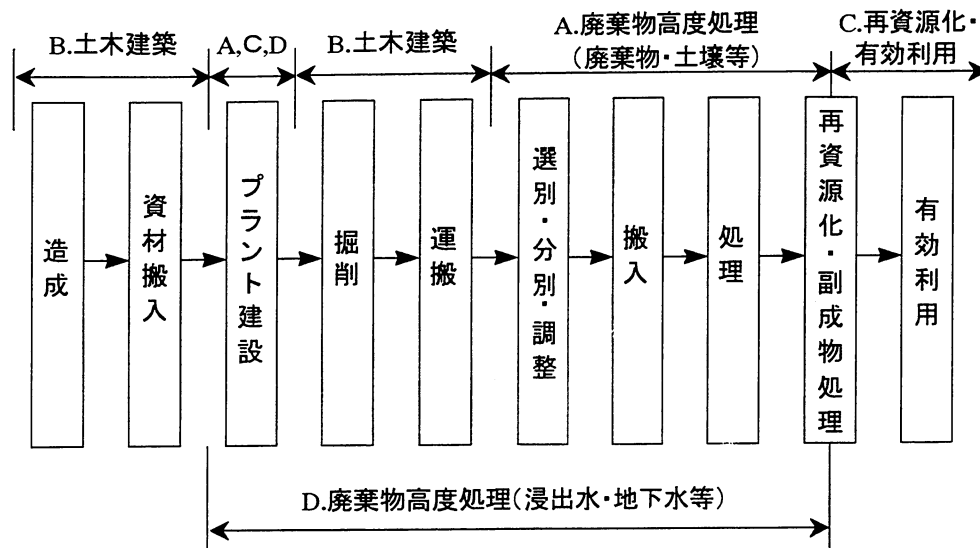 B.土木建築
A,C,D
B.土木建築
A.廃棄物高度処理
(廃棄物・土壌等)
C.再資源化・
有効利用
造成
資材搬入
プラント建設
掘削
運搬
選別・分別・調整
搬入
処理
再資源化・副成物処理
有効利用
D.廃棄物高度処理(浸出水・地下水等)